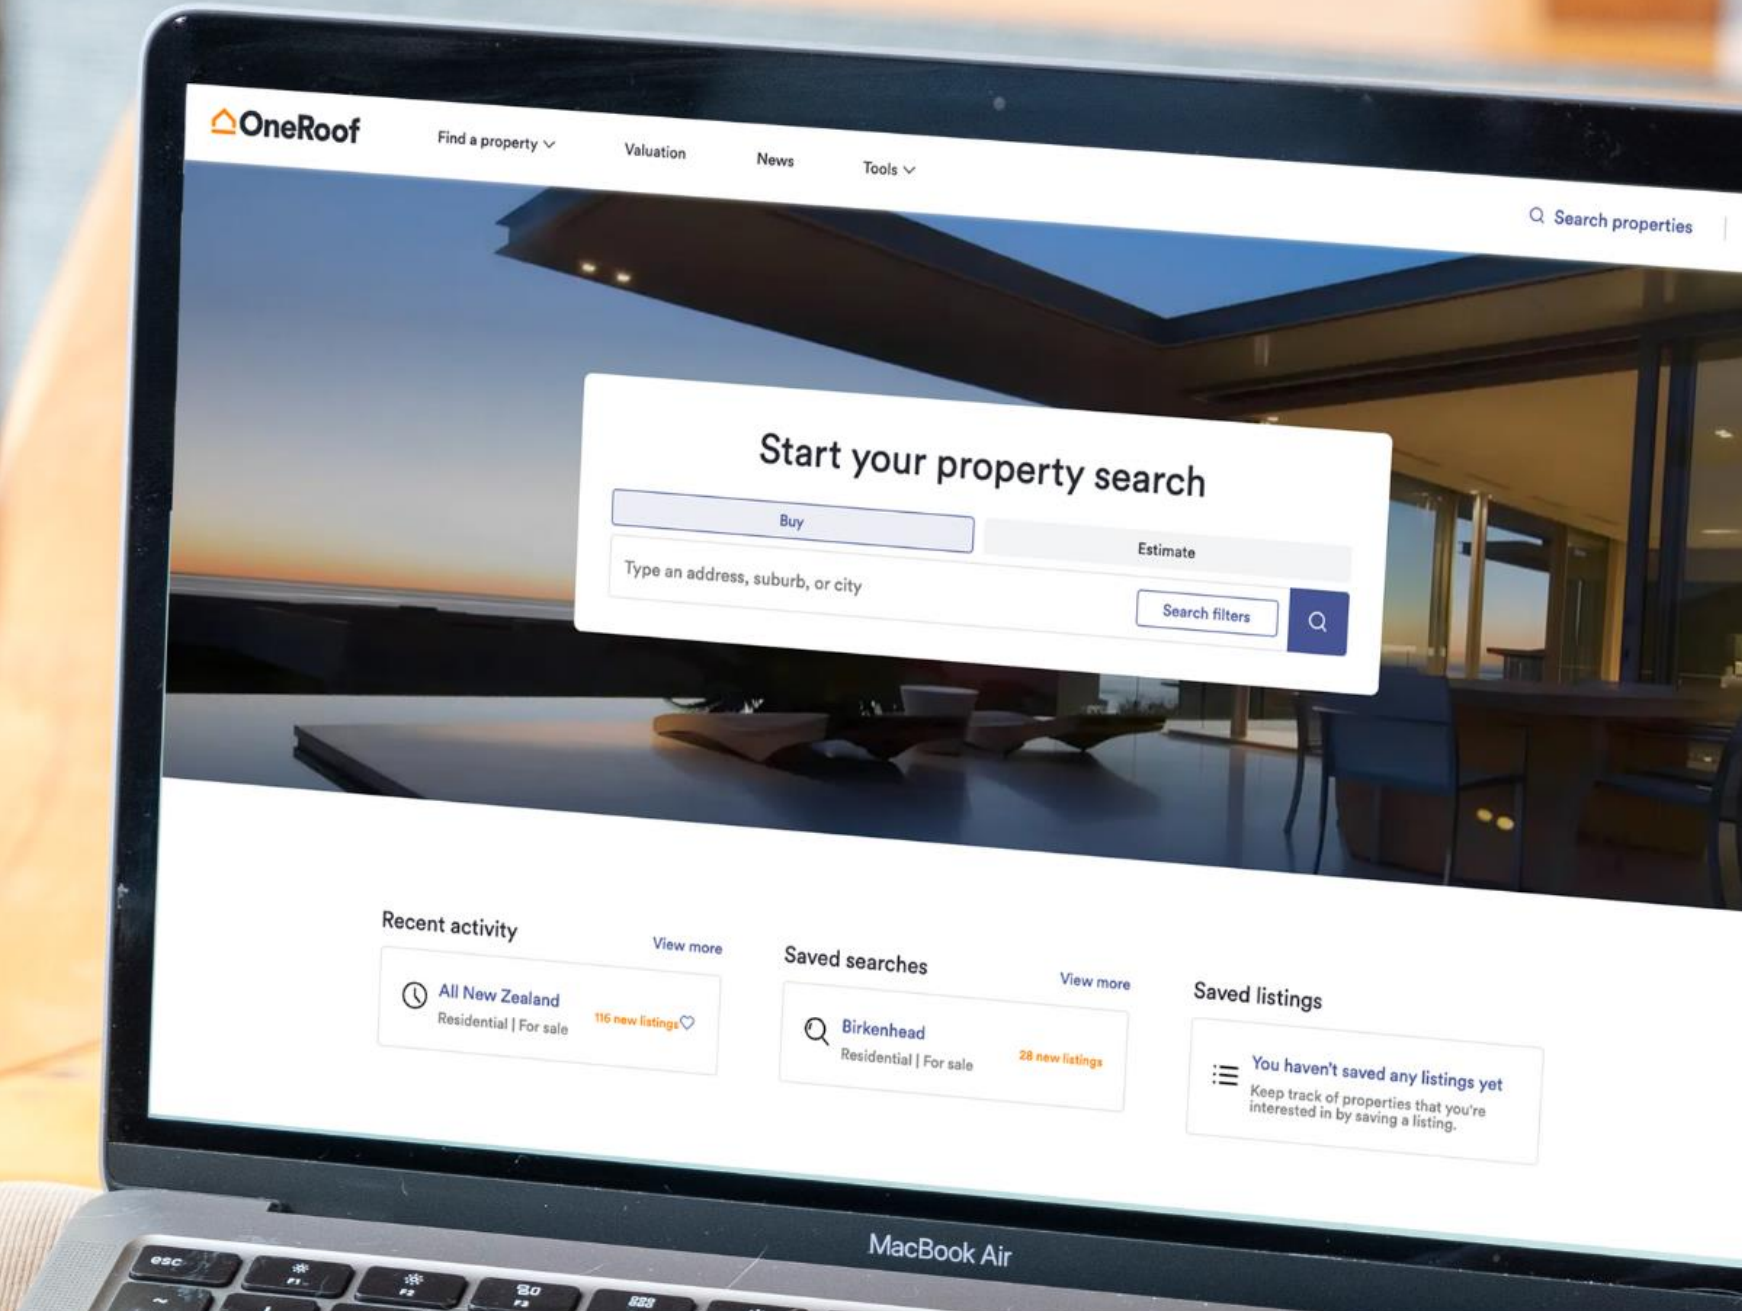 OneRoof
Find a property
Valuation
News
Tools
Search properties
Start your property search
Buy
Estimate
Type an address, suburb, or city
Search filters
Recent activity
View more
All New Zealand
Residential | For sale
116 new listings
Saved searches
View more
Birkenhead
Residential | For sale
28 new listings
Saved listings
You haven't saved any listings yet
Keep track of properties that you're
interested in by saving a listing.
MacBook Air
esc
F1
F2
F3
~